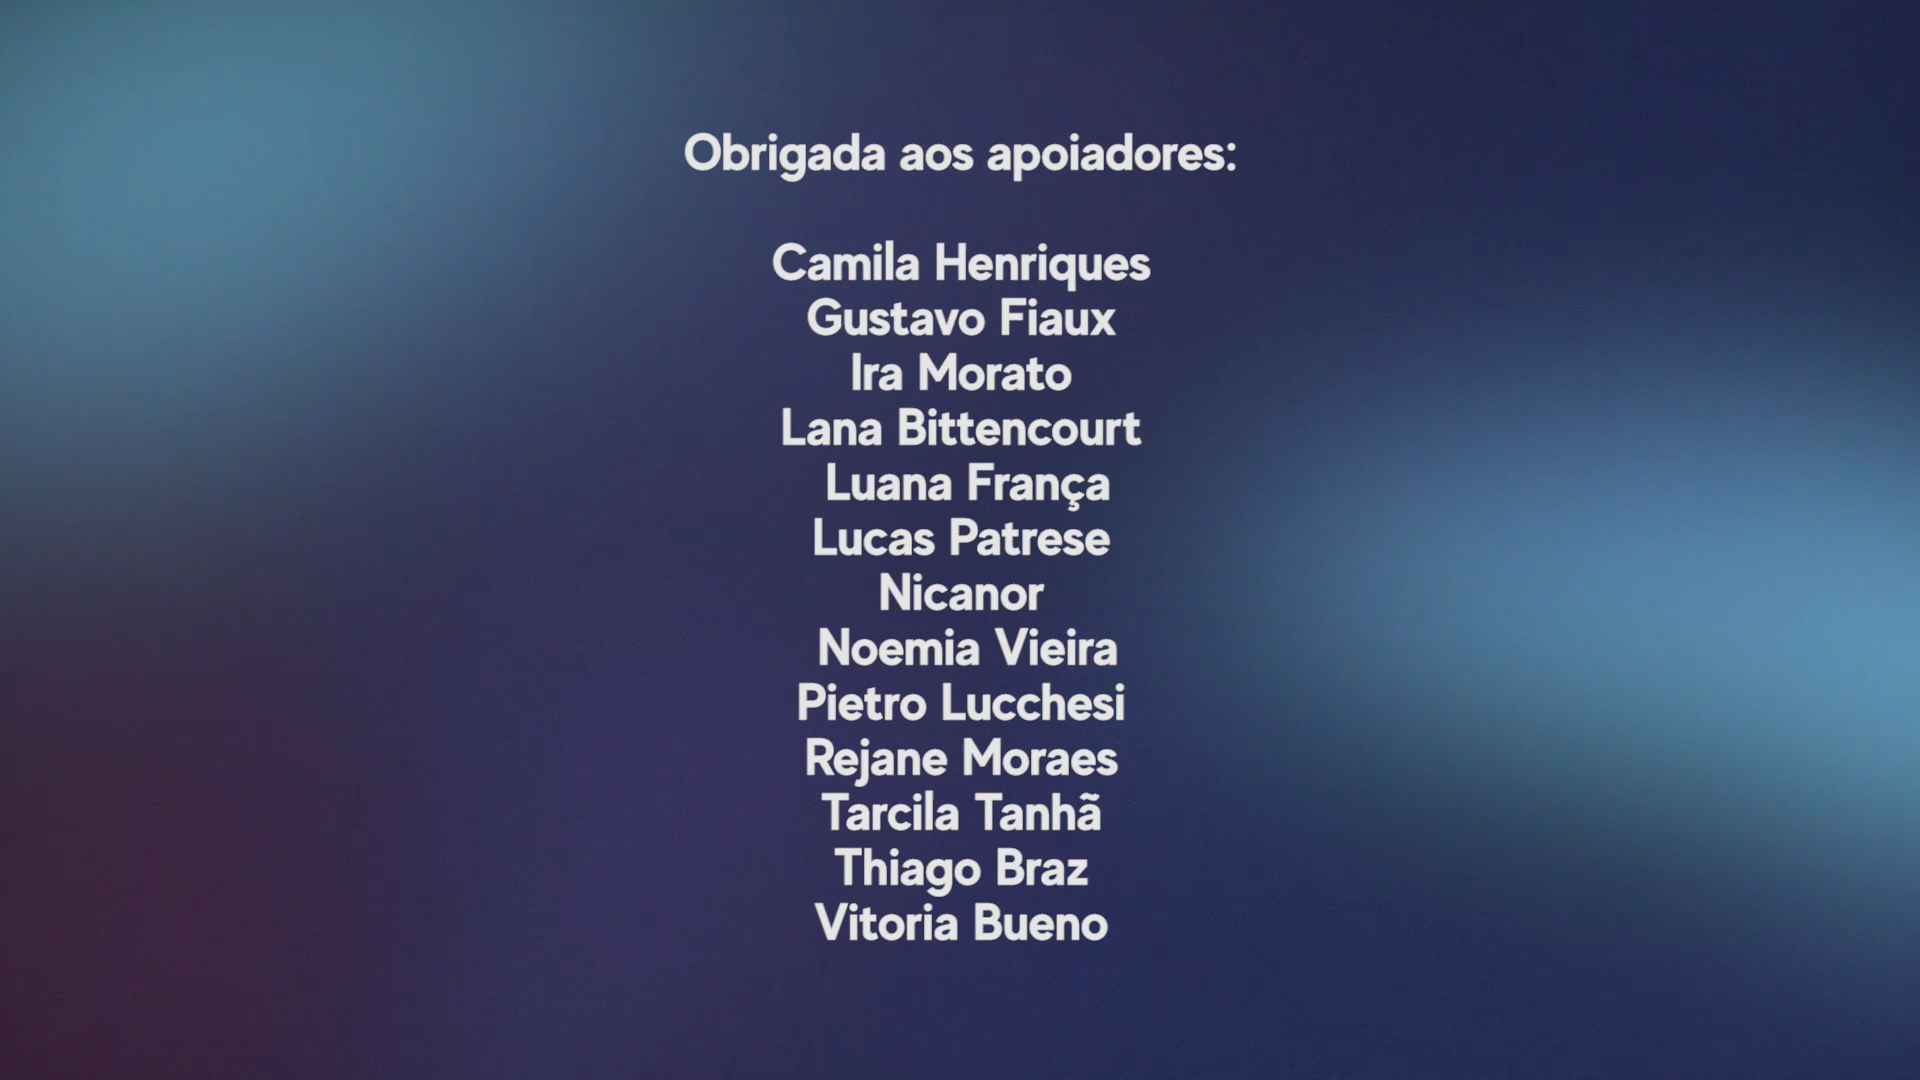 Obrigada aos apoiadores:
Camila Henriques
Gustavo Fiaux
Ira Morato
Lana Bittencourt
Luana França
Lucas Patrese
Nicanor
Noemia Vieira
Pietro Lucchesi
Rejane Moraes
Tarcila Tanhã
Thiago Braz
Vitoria Bueno